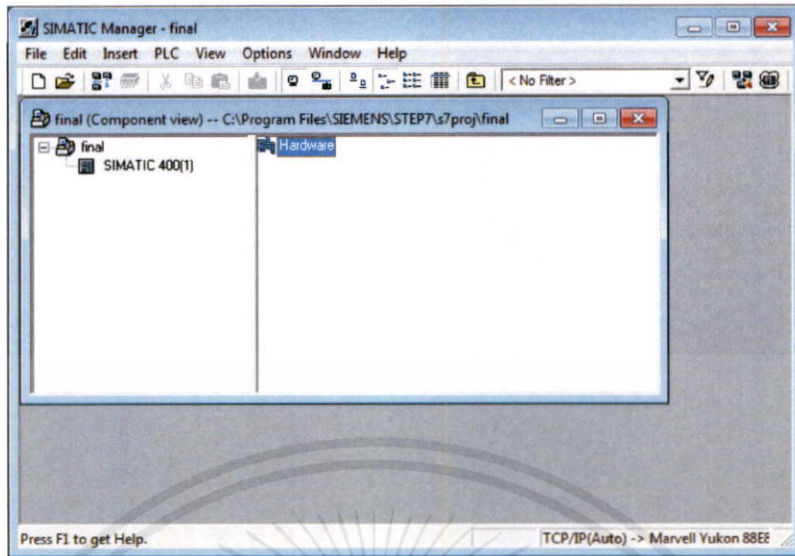 SIMATIC Manager - final
File Edit Insert PLC View Options Window Help
< No Filter >
final (Component view) -- C:\Program Files\SIEMENS\STEP7\s7proj\final
final
SIMATIC 400(1)
Hardware
Press F1 to get Help.
TCP/IP(Auto) -> Marvell Yukon 88E8